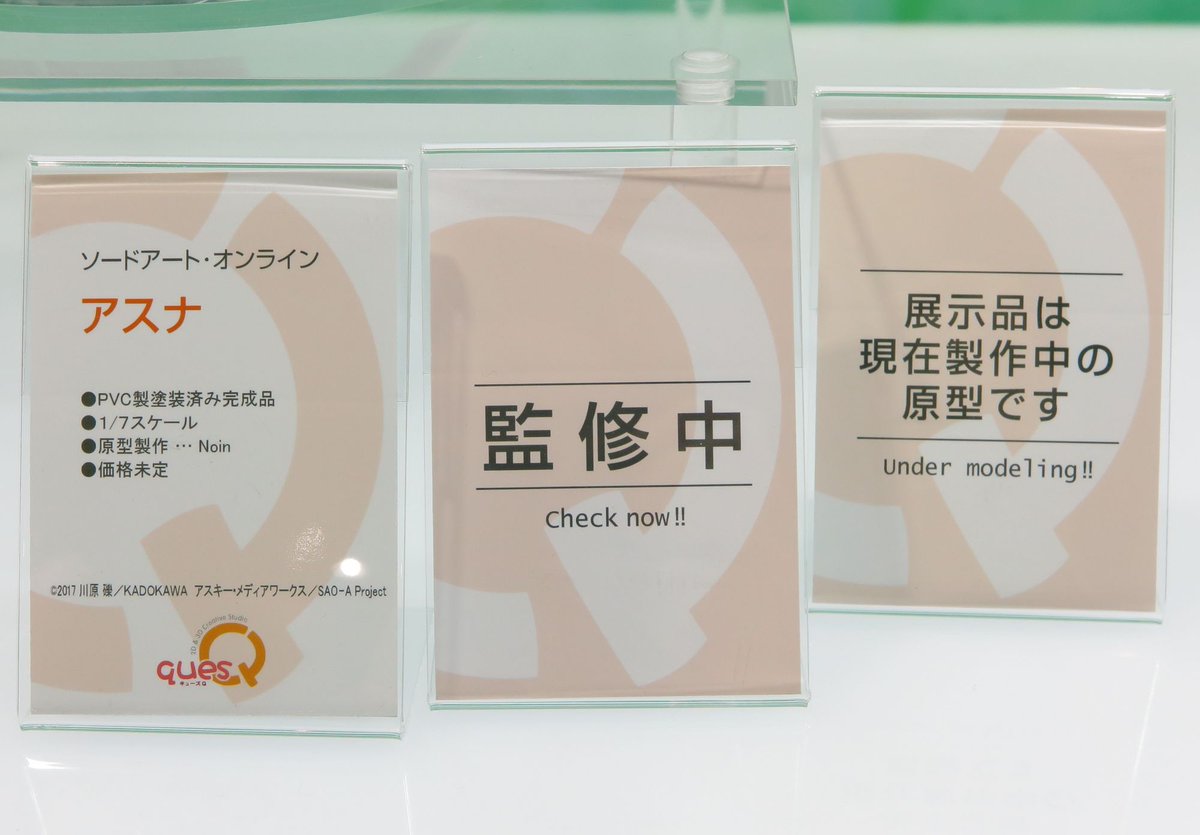 ソードアート・オンライン
アスナ
●PVC製塗装済み完成品
●1/7スケール
●原型製作 … Noin
●価格未定
©2017 川原 礫／KADOKAWA アスキー・メディアワークス／SAO-A Project
2D & 3D Creative Studio
quesQ
キューズQ
監修中
Check now!!
展示品は
現在製作中の
原型です
Under modeling!!